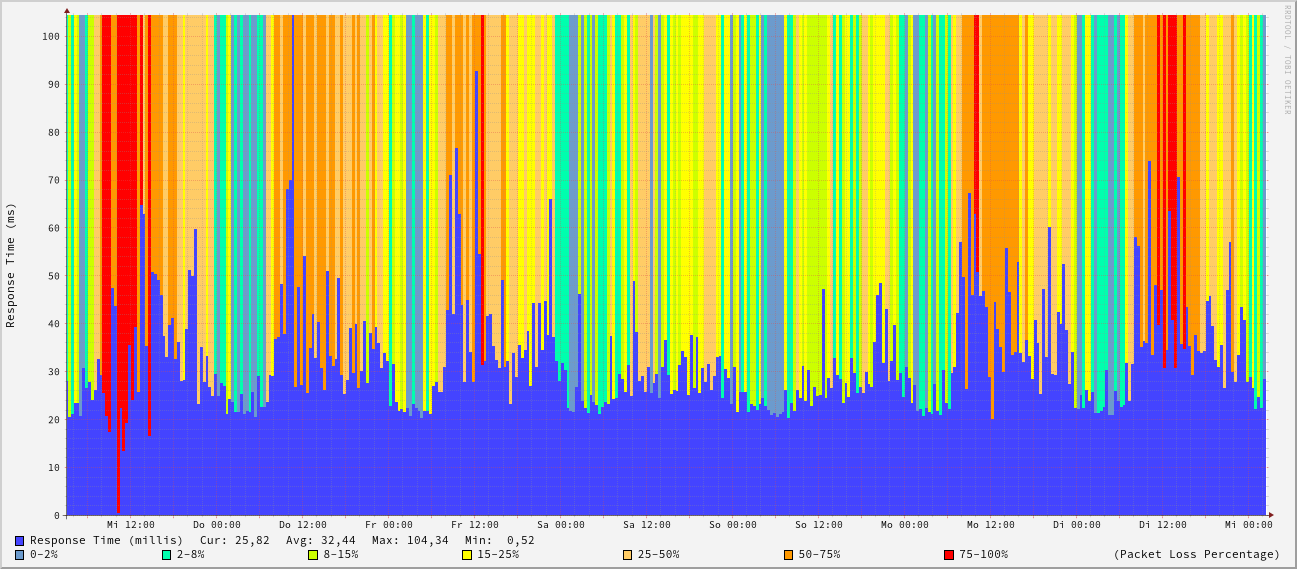 RRDTOOL / TOBI OETIKER
Response Time (ms)
100
90
80
70
60
50
40
30
20
10
0
Mi 12:00 Do 00:00 Do 12:00 Fr 00:00 Fr 12:00 Sa 00:00 Sa 12:00 So 00:00 So 12:00 Mo 00:00 Mo 12:00 Di 00:00 Di 12:00 Mi 00:00
Response Time (millis) Cur: 25,82 Avg: 32,44 Max: 104,34 Min: 0,52
0-2% 2-8% 8-15% 15-25% 25-50% 50-75% 75-100% (Packet Loss Percentage)